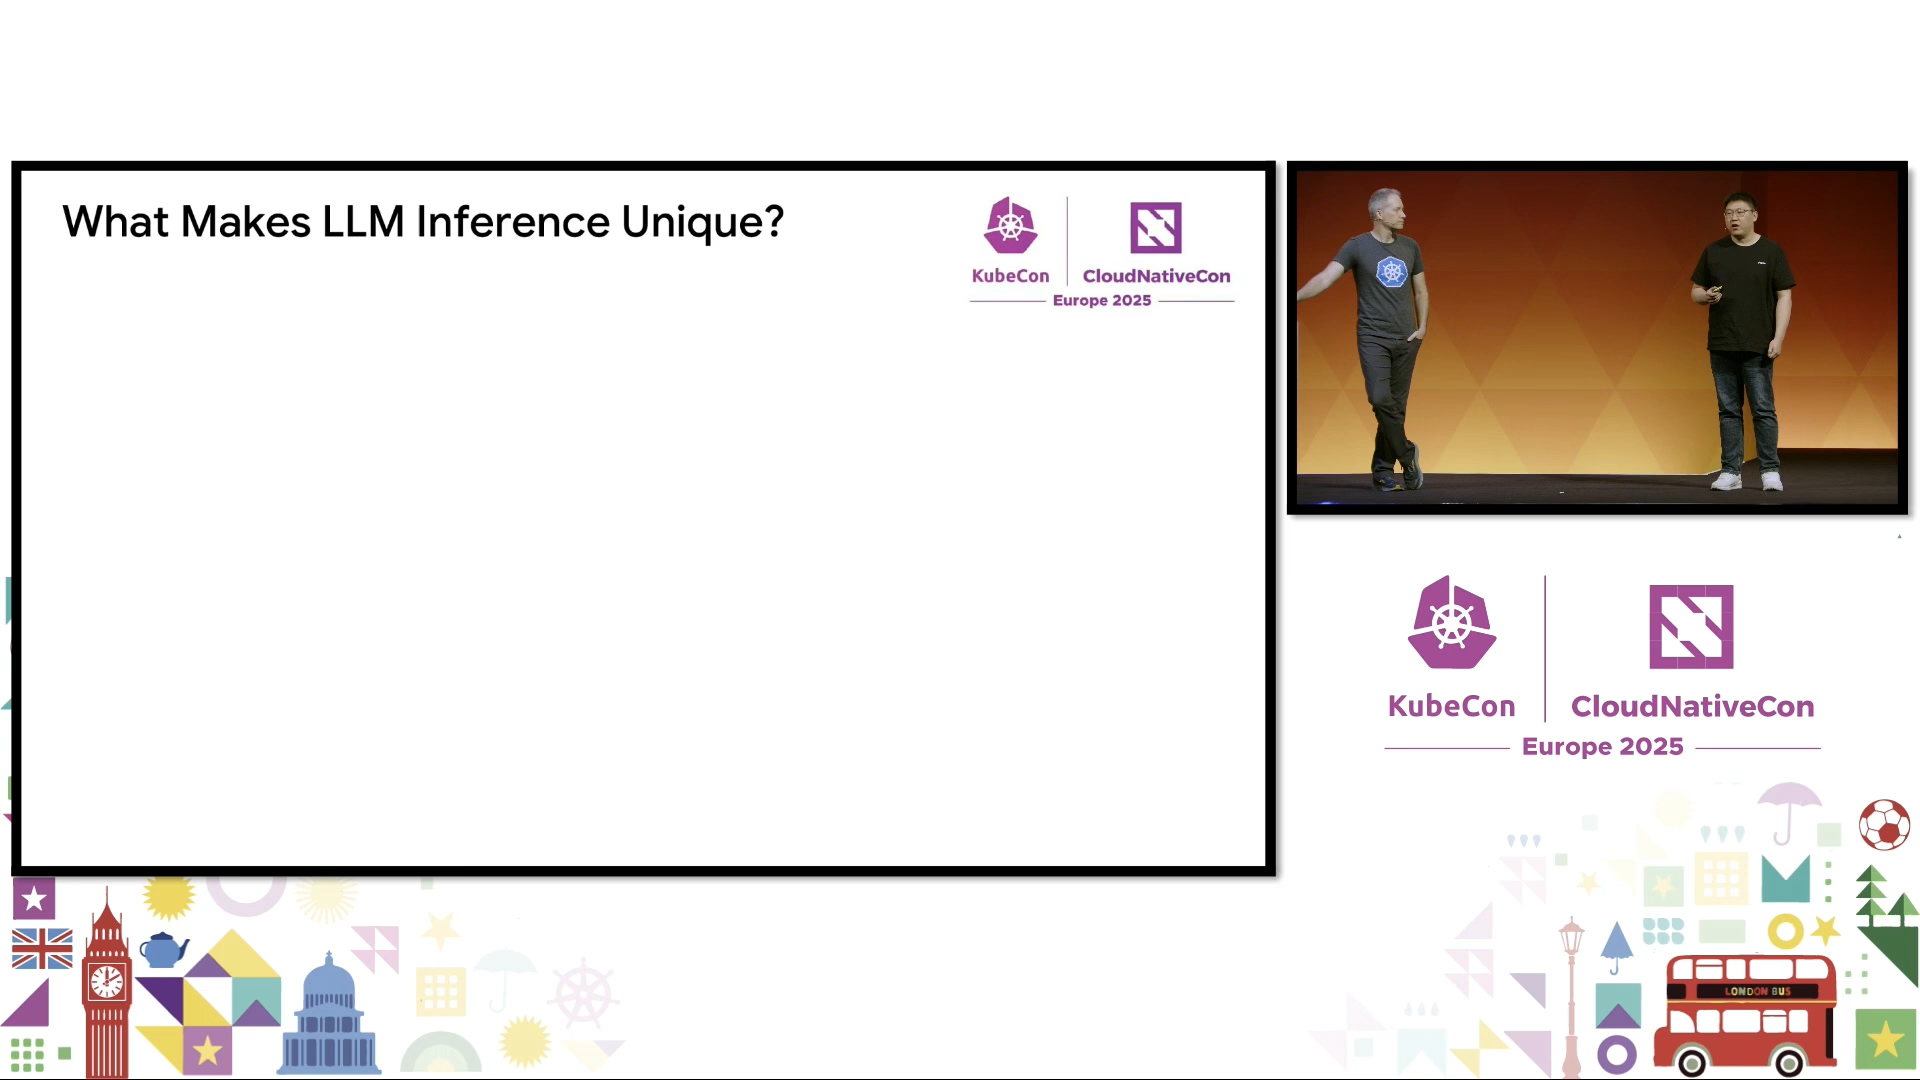 What Makes LLM Inference Unique?
KubeCon
CloudNativeCon
Europe 2025
KubeCon
CloudNativeCon
Europe 2025
LONDON BUS